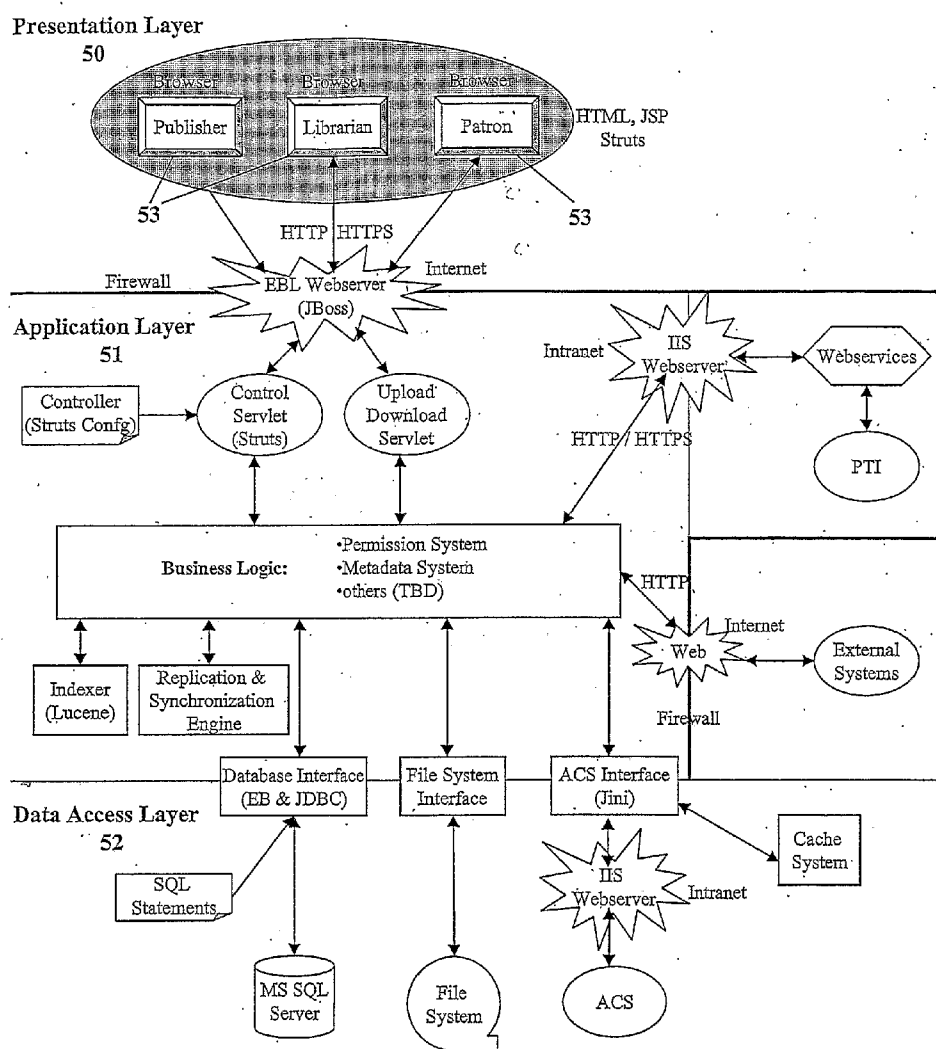 Presentation Layer
50
Browser
Browser
Browser
Publisher
Librarian
Patron
HTML, JSP
Struts
53
53
HTTP
HTTPS
Firewall
EBL Webserver
(JBoss)
Internet
Application Layer
51
Intranet
IIS
Webserver
Webservices
Controller
(Struts Confg)
Control
Servlet
(Struts)
Upload
Download
Servlet
HTTP / HTTPS
PTI
Business Logic:
•Permission System
•Metadata System
•others (TBD)
HTTP
Internet
Web
External
Systems
Indexer
(Lucene)
Replication &
Synchronization
Engine
Firewall
Database Interface
(EB & JDBC)
File System
Interface
ACS Interface
(Jini)
Data Access Layer
52
Cache
System
SQL
Statements
IIS
Webserver
Intranet
MS SQL
Server
File
System
ACS